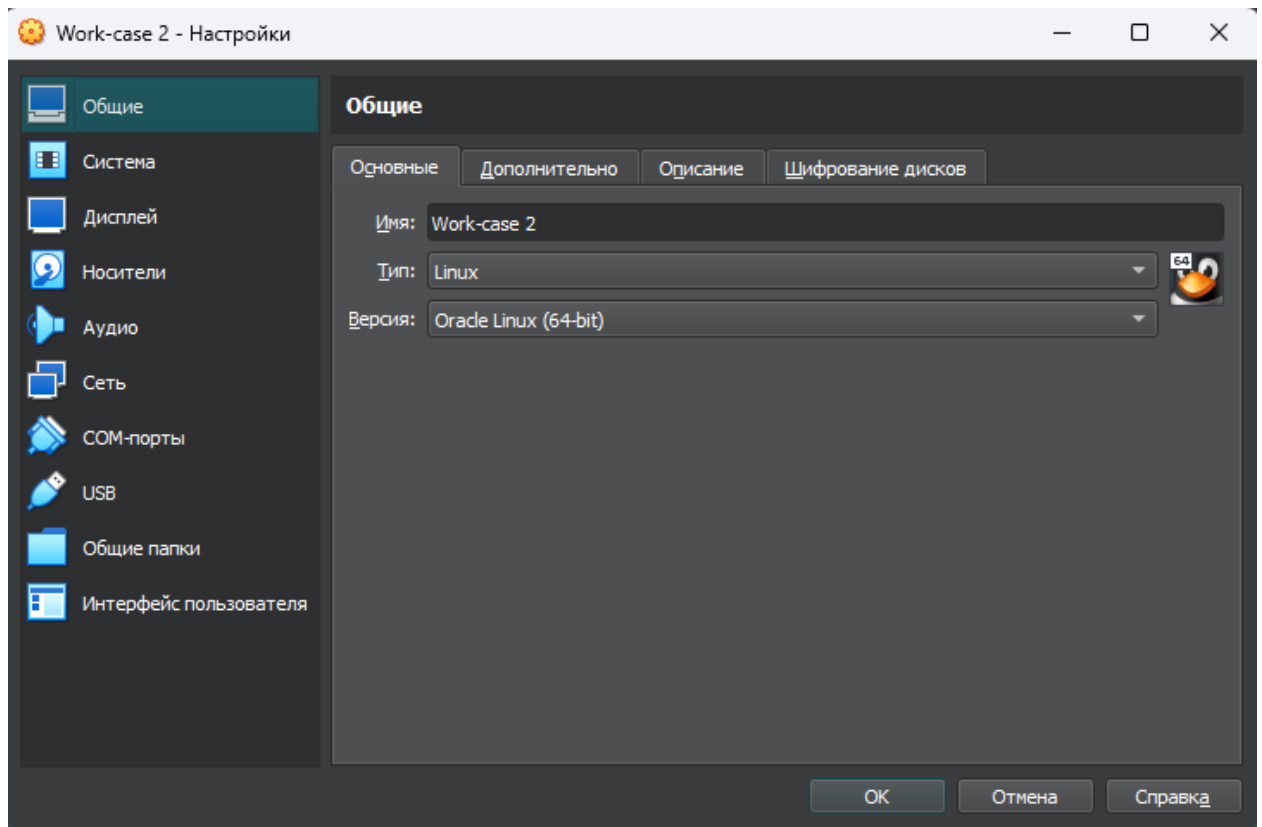 Work-case 2 - Настройки
Общие
Система
Дисплей
Носители
Аудио
Сеть
COM-порты
USB
Общие папки
Интерфейс пользователя
Общие
Основные Дополнительно Описание Шифрование дисков
Имя: Work-case 2
Тип: Linux
64
Версия: Oracle Linux (64-bit)
OK Отмена Справка